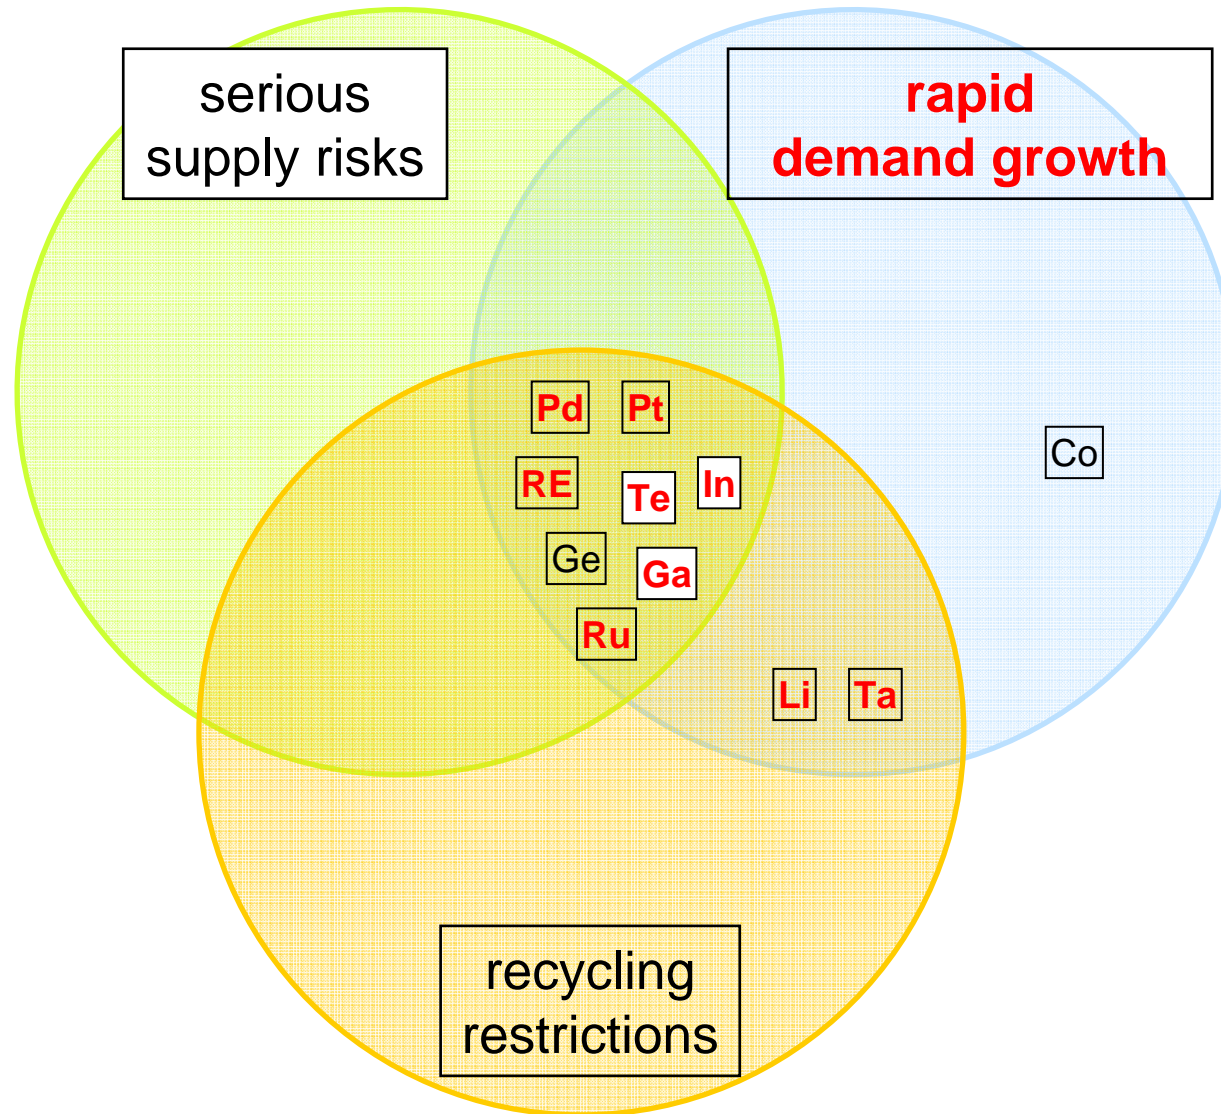 serious
supply risks
rapid
demand growth
Pd
Pt
Co
RE
Te
In
Ge
Ga
Ru
Li
Ta
recycling
restrictions